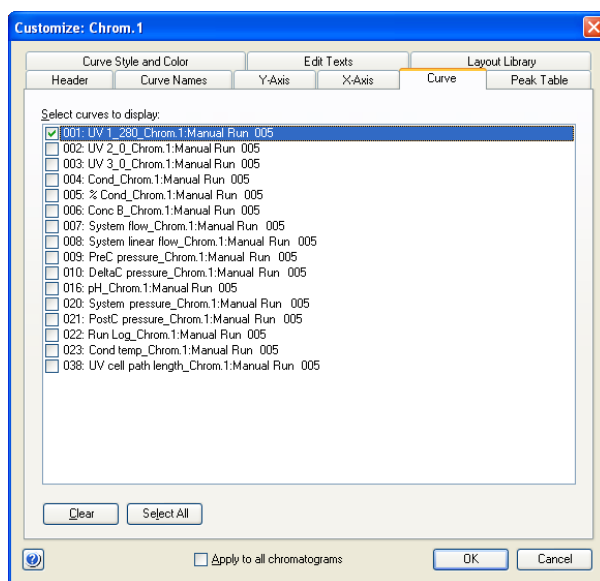 Customize: Chrom.1
Curve Style and Color Edit Texts Layout Library
Header Curve Names Y-Axis X-Axis Curve Peak Table
Select curves to display:
001: UV 1_280_Chrom.1:Manual Run 005
002: UV 2_0_Chrom.1:Manual Run 005
003: UV 3_0_Chrom.1:Manual Run 005
004: Cond_Chrom.1:Manual Run 005
005: % Cond_Chrom.1:Manual Run 005
006: Conc B_Chrom.1:Manual Run 005
007: System flow_Chrom.1:Manual Run 005
008: System linear flow_Chrom.1:Manual Run 005
009: PreC pressure_Chrom.1:Manual Run 005
010: DeltaC pressure_Chrom.1:Manual Run 005
016: pH_Chrom.1:Manual Run 005
020: System pressure_Chrom.1:Manual Run 005
021: PostC pressure_Chrom.1:Manual Run 005
022: Run Log_Chrom.1:Manual Run 005
023: Cond temp_Chrom.1:Manual Run 005
038: UV cell path length_Chrom.1:Manual Run 005
Clear Select All
? Apply to all chromatograms OK Cancel